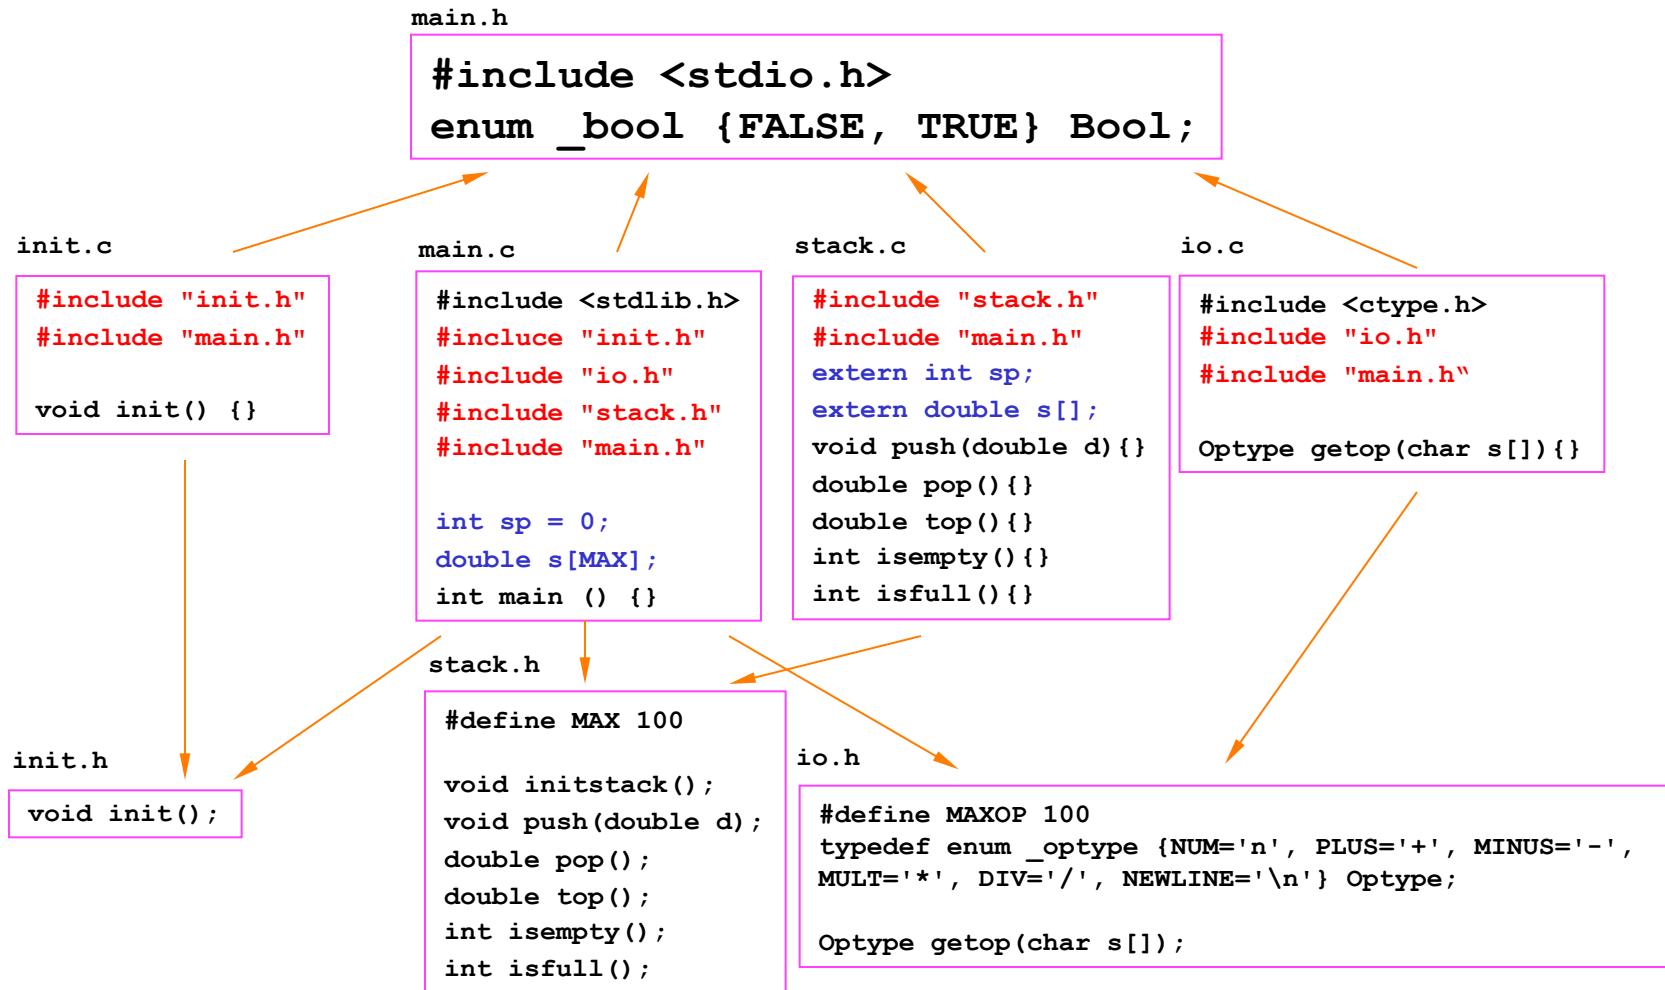 main.h
#include <stdio.h>
enum _bool {FALSE, TRUE} Bool;
init.c
#include "init.h"
#include "main.h"
void init() {}
main.c
#include <stdlib.h>
#incluce "init.h"
#include "io.h"
#include "stack.h"
#include "main.h"
int sp = 0;
double s[MAX];
int main () {}
stack.c
#include "stack.h"
#include "main.h"
extern int sp;
extern double s[];
void push(double d){}
double pop(){}
double top(){}
int isempty(){}
int isfull(){}
io.c
#include <ctype.h>
#include "io.h"
#include "main.h“
Optype getop(char s[]){}
init.h
void init();
stack.h
#define MAX 100
void initstack();
void push(double d);
double pop();
double top();
int isempty();
int isfull();
io.h
#define MAXOP 100
typedef enum _optype {NUM='n', PLUS='+', MINUS='-',
MULT='*', DIV='/', NEWLINE='\n'} Optype;
Optype getop(char s[]);